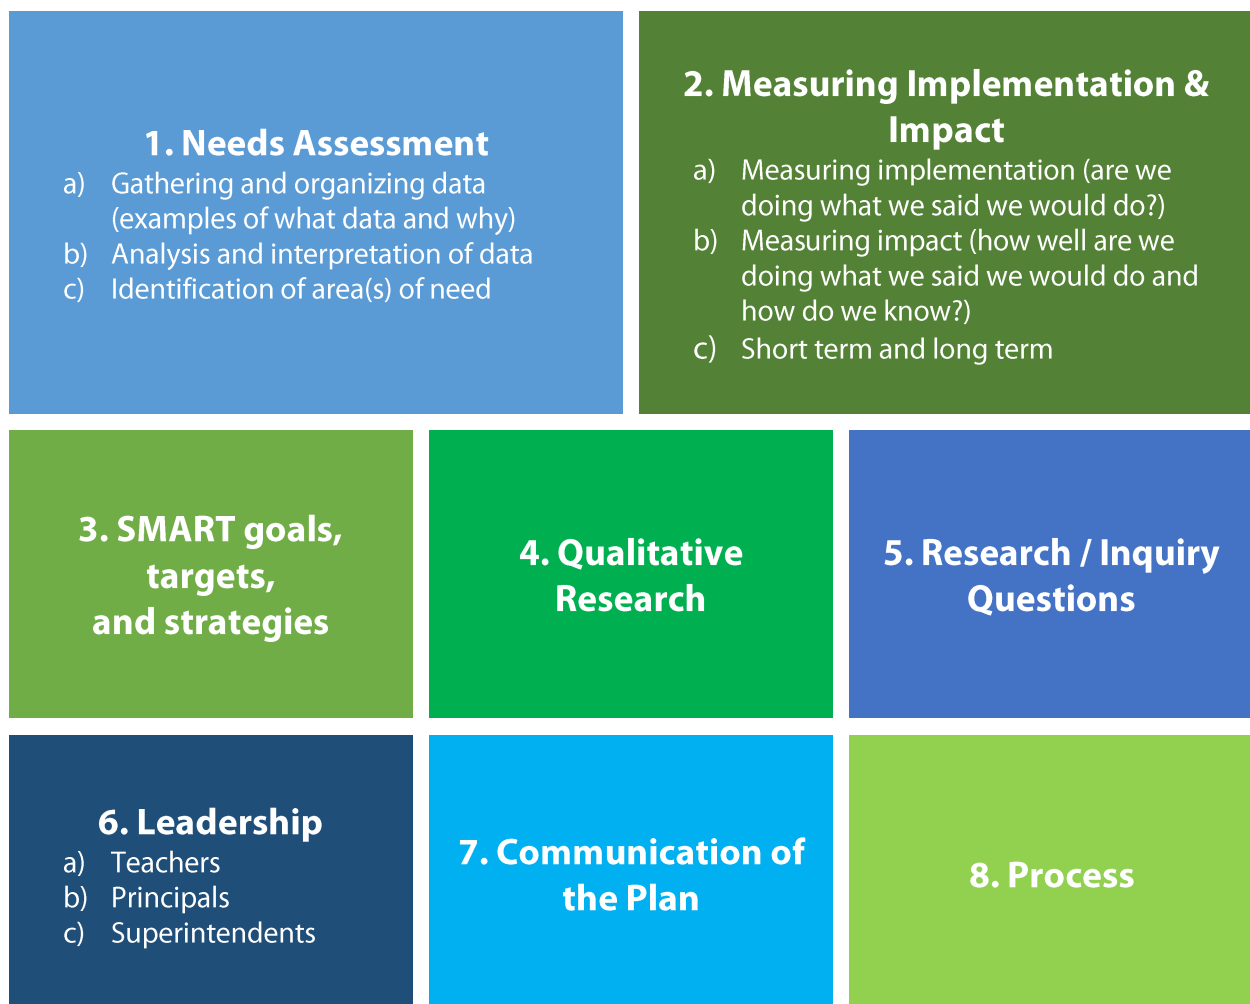 1. Needs Assessment
a) Gathering and organizing data
(examples of what data and why)
b) Analysis and interpretation of data
c) Identification of area(s) of need
2. Measuring Implementation &
Impact
a) Measuring implementation (are we
doing what we said we would do?)
b) Measuring impact (how well are we
doing what we said we would do and
how do we know?)
c) Short term and long term
3. SMART goals,
targets,
and strategies
4. Qualitative
Research
5. Research / Inquiry
Questions
6. Leadership
a) Teachers
b) Principals
c) Superintendents
7. Communication of
the Plan
8. Process